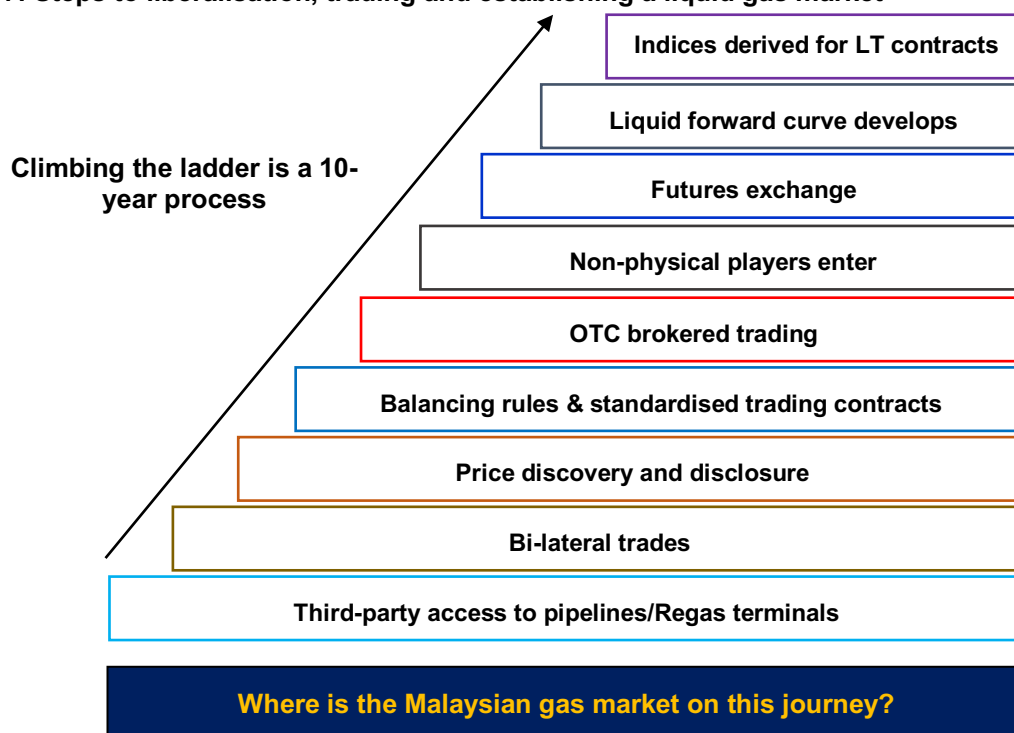 Steps to liberalisation, trading and establishing a liquid gas market
Indices derived for LT contracts
Liquid forward curve develops
Climbing the ladder is a 10-
year process
Futures exchange
Non-physical players enter
OTC brokered trading
Balancing rules & standardised trading contracts
Price discovery and disclosure
Bi-lateral trades
Third-party access to pipelines/Regas terminals
Where is the Malaysian gas market on this journey?